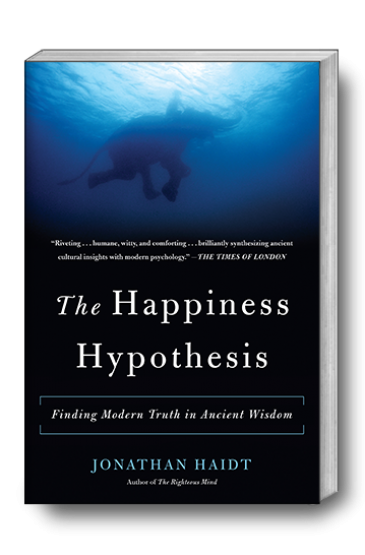 “Riveting . . . humane, witty, and comforting . . . brilliantly synthesizing ancient
cultural insights with modern psychology.” — THE TIMES OF LONDON
The Happiness
Hypothesis
Finding Modern Truth in Ancient Wisdom
JONATHAN HAIDT
Author of The Righteous Mind